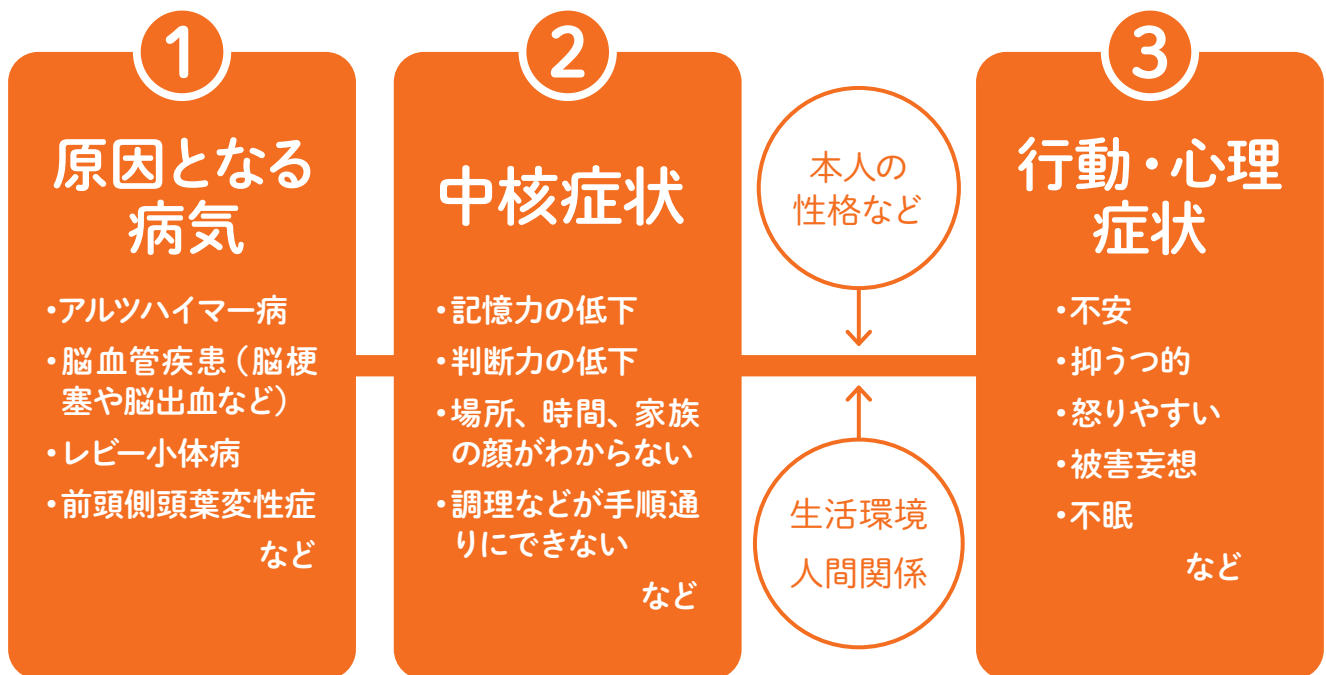 1
原因となる
病気
・アルツハイマー病
・脳血管疾患（脳梗
塞や脳出血など）
・レビー小体病
・前頭側頭葉変性症
など
2
中核症状
・記憶力の低下
・判断力の低下
・場所、時間、家族
の顔がわからない
・調理などが手順通
りにできない
など
本人の
性格など
生活環境
人間関係
3
行動・心理
症状
・不安
・抑うつ的
・怒りやすい
・被害妄想
・不眠
など